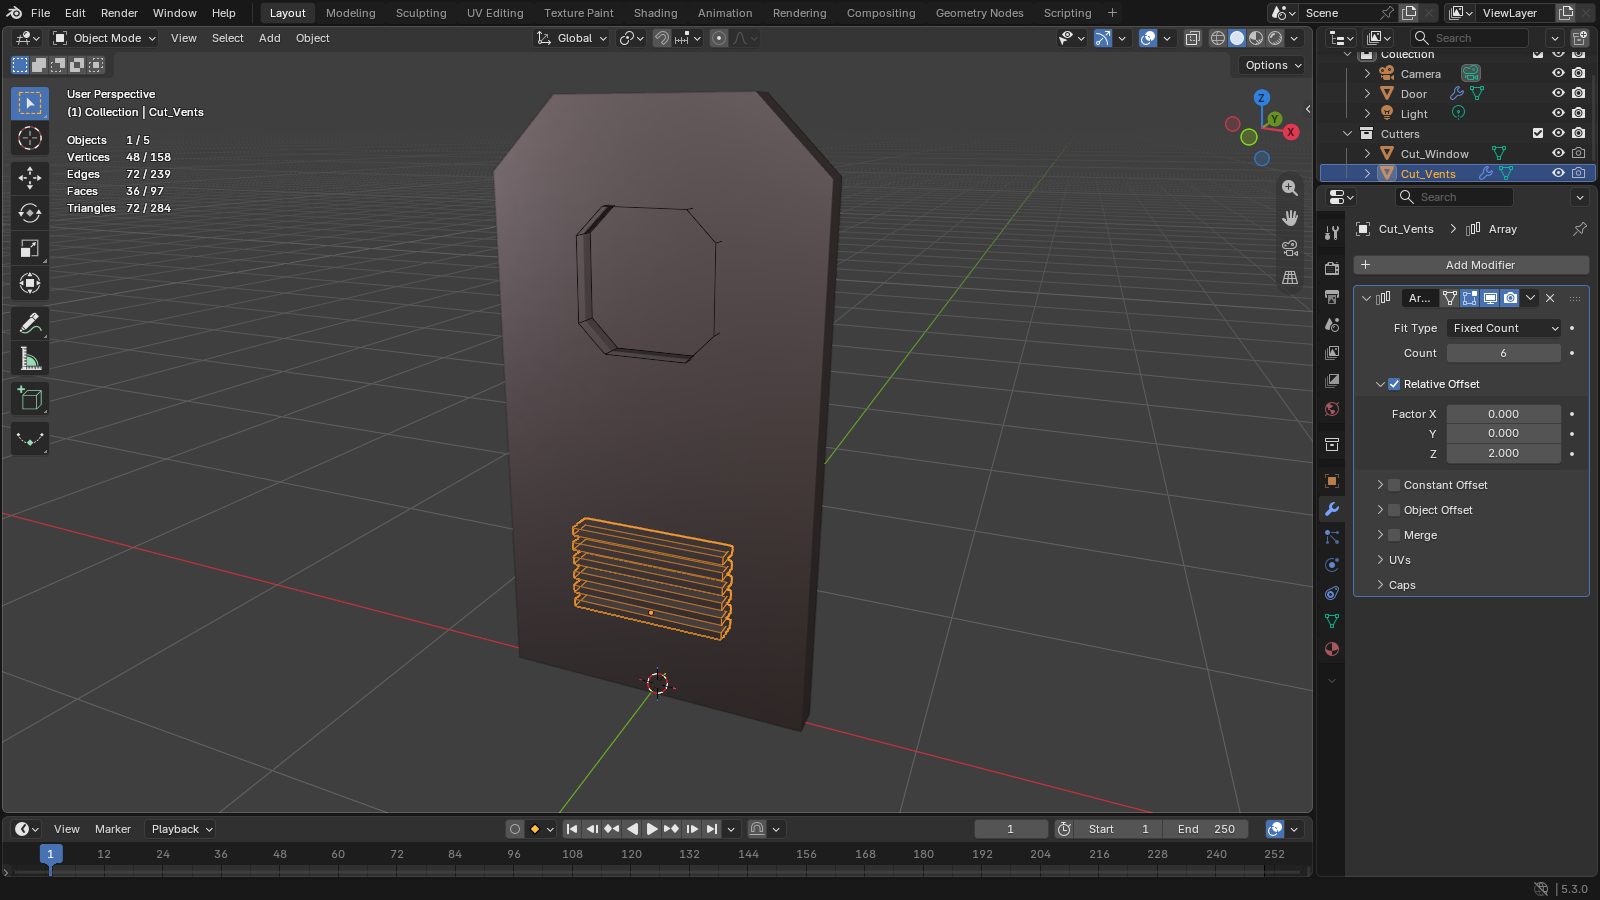 File Edit Render Window Help Layout Modeling Sculpting UV Editing Texture Paint Shading Animation Rendering Compositing Geometry Nodes Scripting + Scene ViewLayer
Object Mode View Select Add Object Global Search
Options
User Perspective
(1) Collection | Cut_Vents
Objects 1 / 5
Vertices 48 / 158
Edges 72 / 239
Faces 36 / 97
Triangles 72 / 284
Z
Y
X
Collection
Camera
Door
Light
Cutters
Cut_Window
Cut_Vents
Search
Cut_Vents Array
+ Add Modifier
Ar...
Fit Type Fixed Count
Count 6
Relative Offset
Factor X 0.000
Y 0.000
Z 2.000
Constant Offset
Object Offset
Merge
UVs
Caps
View Marker Playback 1 Start 1 End 250
1 12 24 36 48 60 72 84 96 108 120 132 144 156 168 180 192 204 216 228 240 252
5.3.0